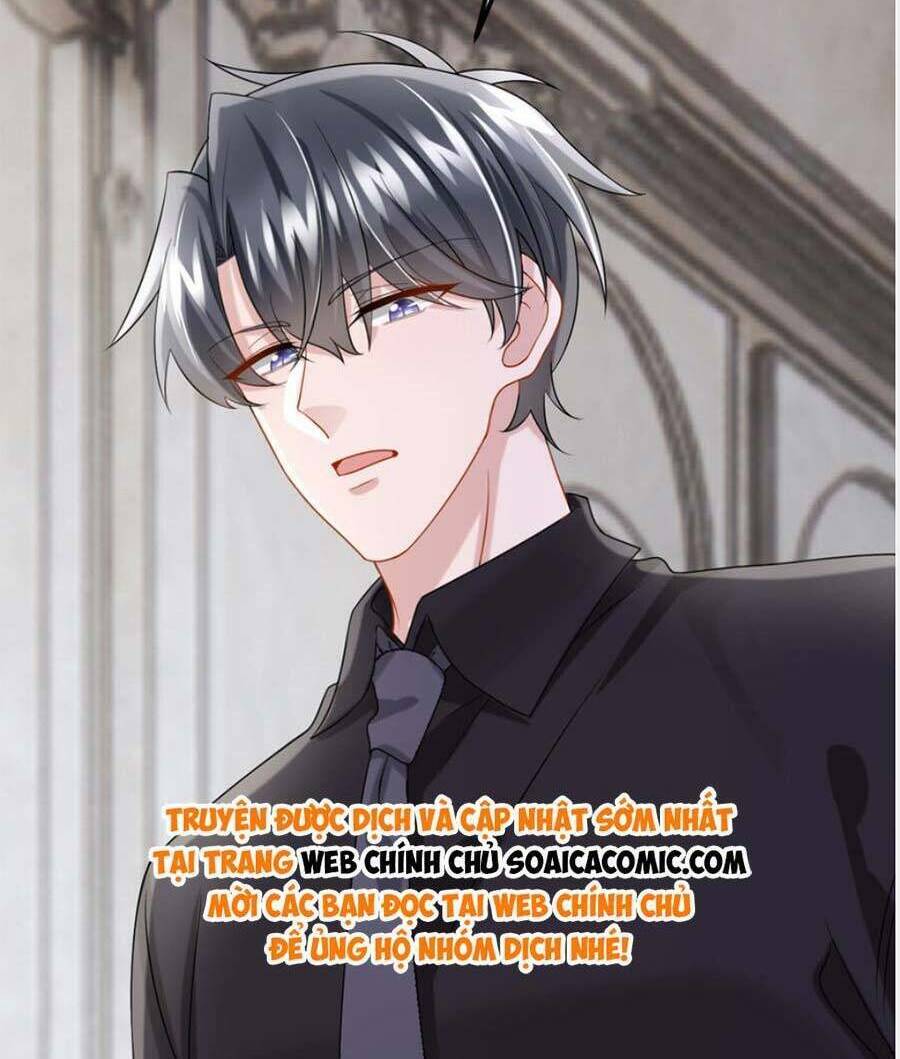 TRUYỆN ĐƯỢC DỊCH VÀ CẬP NHẬT SỚM NHẤT
TẠI TRANG WEB CHÍNH CHỦ SOAICACOMIC.COM
MỜI CÁC BẠN ĐỌC TẠI WEB CHÍNH CHỦ
ĐỂ ỦNG HỘ NHÓM DỊCH NHÉ!